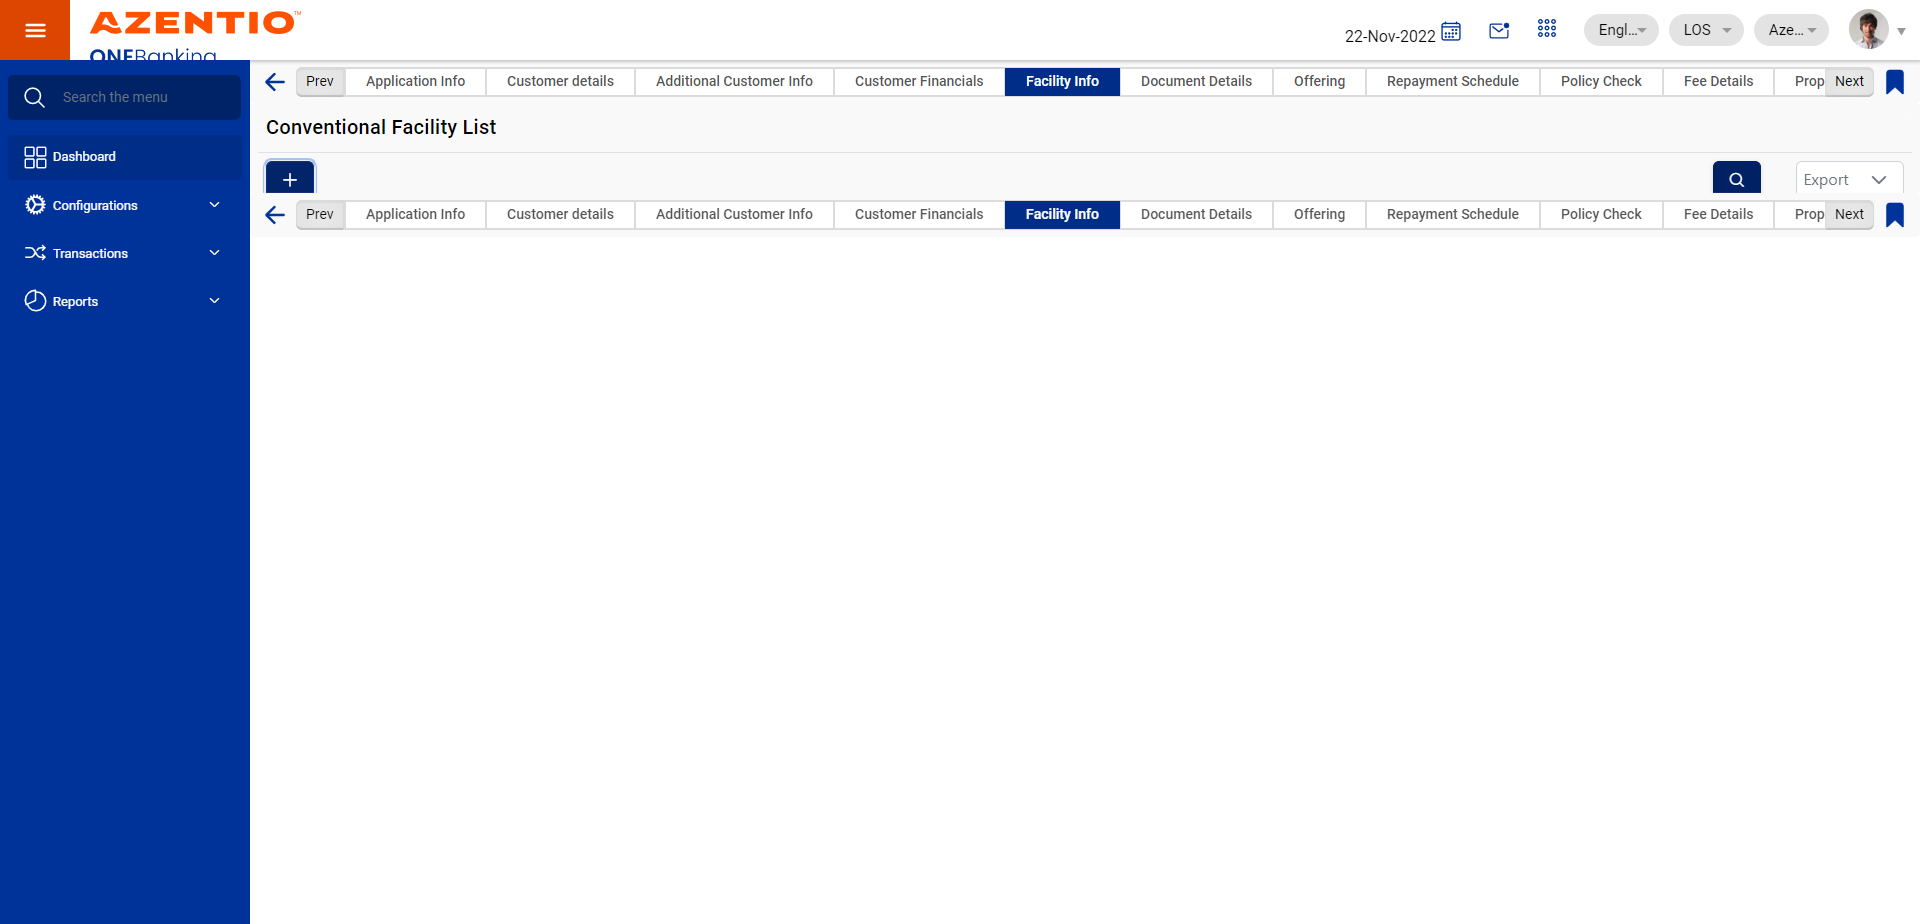 AZENTIO™
ONEBanking
22-Nov-2022
Engl...
LOS
Aze...
Search the menu
Dashboard
Configurations
Transactions
Reports
Prev Application Info Customer details Additional Customer Info Customer Financials Facility Info Document Details Offering Repayment Schedule Policy Check Fee Details Prop Next
Conventional Facility List
+
Export
Prev Application Info Customer details Additional Customer Info Customer Financials Facility Info Document Details Offering Repayment Schedule Policy Check Fee Details Prop Next